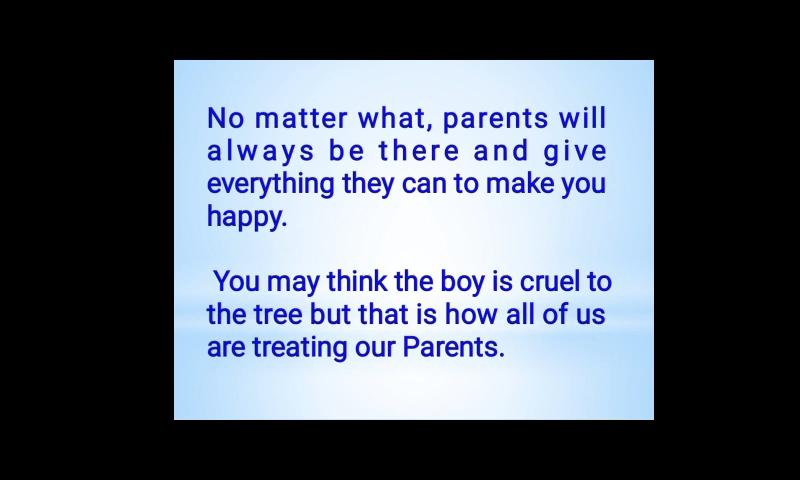 No matter what, parents will
always be there and give
everything they can to make you
happy.
You may think the boy is cruel to
the tree but that is how all of us
are treating our Parents.